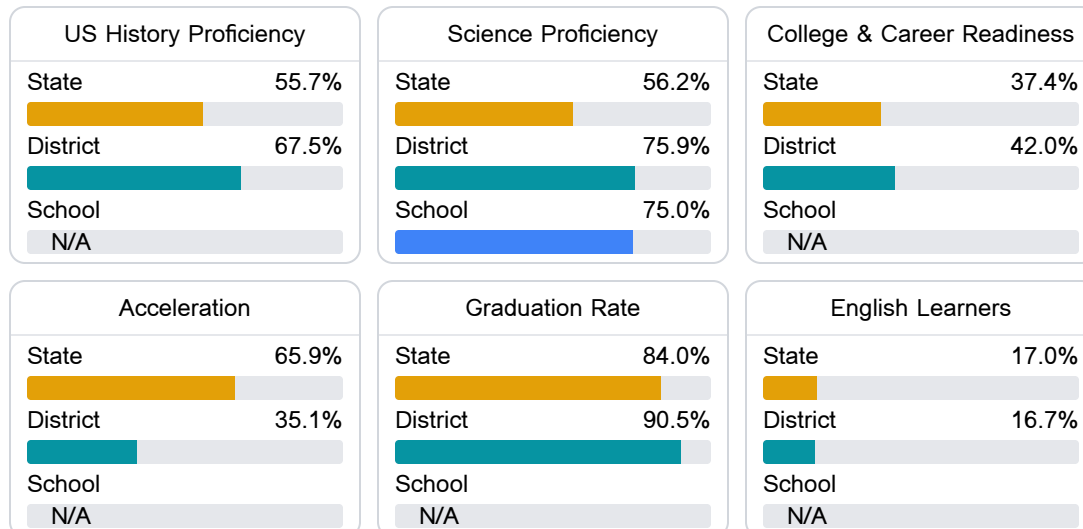 US History Proficiency
State 55.7%
District 67.5%
School
N/A
Science Proficiency
State 56.2%
District 75.9%
School 75.0%
College & Career Readiness
State 37.4%
District 42.0%
School
N/A
Acceleration
State 65.9%
District 35.1%
School
N/A
Graduation Rate
State 84.0%
District 90.5%
School
N/A
English Learners
State 17.0%
District 16.7%
School
N/A